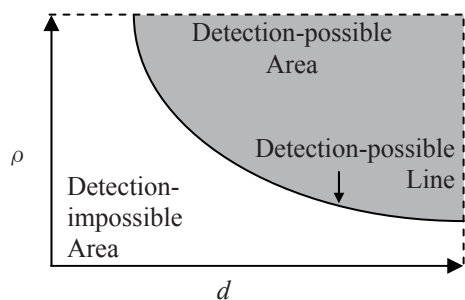 Detection-possible
Area
Detection-possible
Line
ρ
Detection-
impossible
Area
d